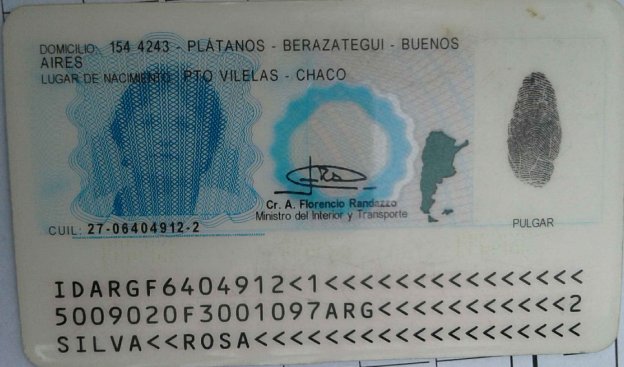 DOMICILIO: 154 4243 - PLÁTANOS - BERAZATEGUI - BUENOS
AIRES
LUGAR DE NACIMIENTO: PTO VILELAS - CHACO
Cr. A. Florencio Randazzo
Ministro del Interior y Transporte
PULGAR
CUIL: 27-06404912-2
IDARGF6404912<1<<<<<<<<<<<<<<<
5009020F3001097ARG<<<<<<<<<<<2
SILVA<<ROSA<<<<<<<<<<<<<<<<<<<